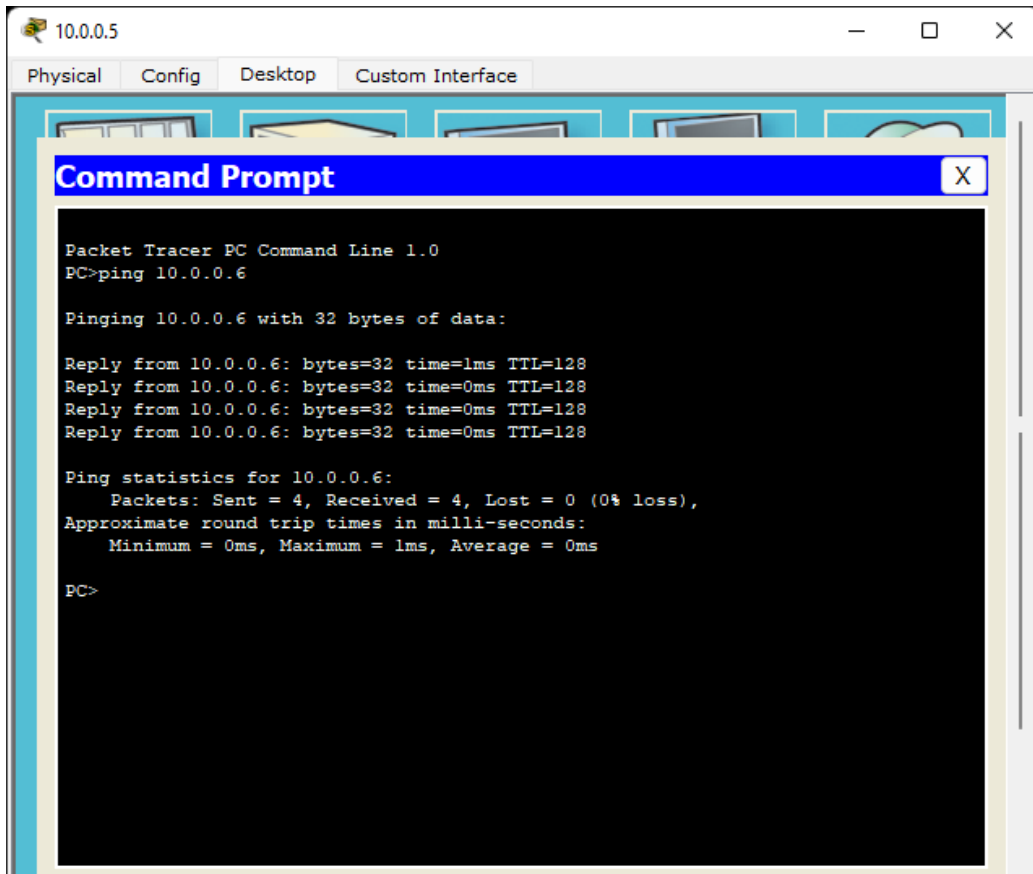 10.0.0.5
Physical Config Desktop Custom Interface
Command Prompt
X
Packet Tracer PC Command Line 1.0
PC>ping 10.0.0.6
Pinging 10.0.0.6 with 32 bytes of data:
Reply from 10.0.0.6: bytes=32 time=1ms TTL=128
Reply from 10.0.0.6: bytes=32 time=0ms TTL=128
Reply from 10.0.0.6: bytes=32 time=0ms TTL=128
Reply from 10.0.0.6: bytes=32 time=0ms TTL=128
Ping statistics for 10.0.0.6:
Packets: Sent = 4, Received = 4, Lost = 0 (0% loss),
Approximate round trip times in milli-seconds:
Minimum = 0ms, Maximum = 1ms, Average = 0ms
PC>